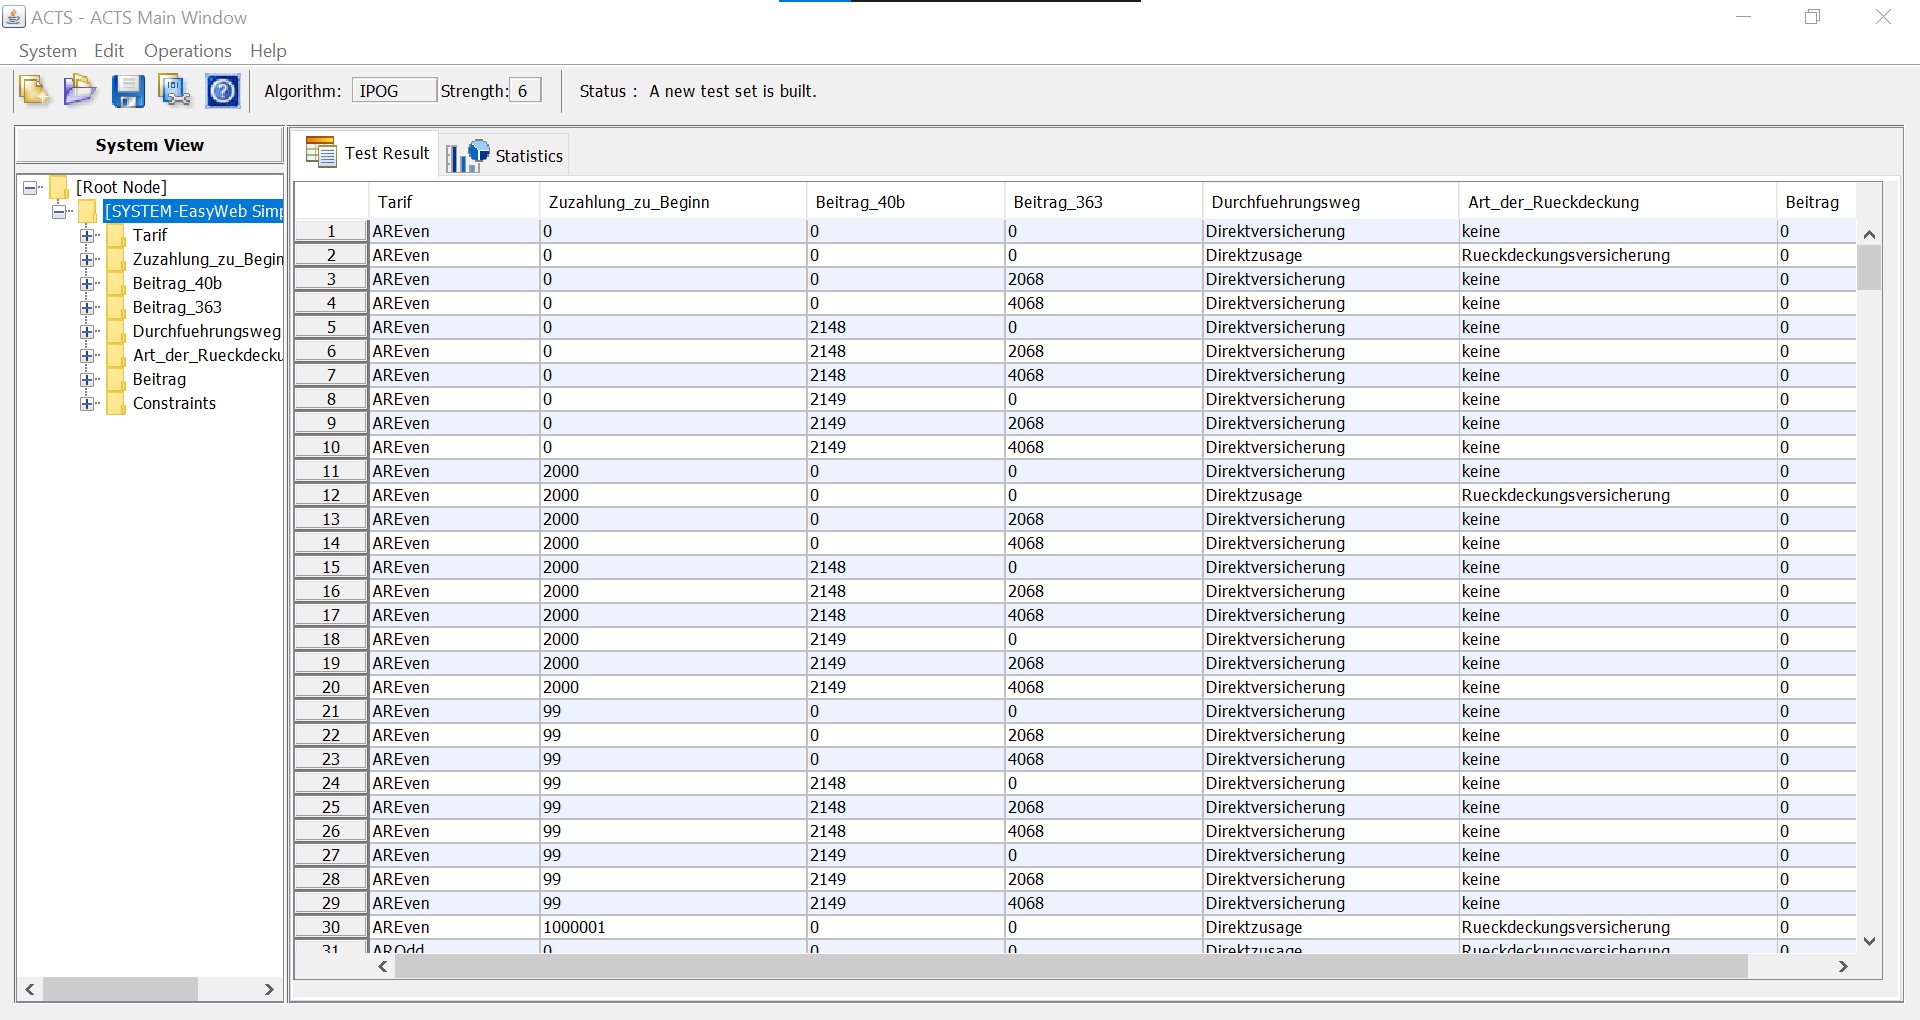 ACTS - ACTS Main Window
System Edit Operations Help
Algorithm: IPOG Strength: 6 Status : A new test set is built.
System View
[Root Node]
[SYSTEM-EasyWeb Simp
Tarif
Zuzahlung_zu_Begin
Beitrag_40b
Beitrag_363
Durchfuehrungsweg
Art_der_Rueckdecku
Beitrag
Constraints
Test Result Statistics
Tarif Zuzahlung_zu_Beginn Beitrag_40b Beitrag_363 Durchfuehrungsweg Art_der_Rueckdeckung Beitrag
1 AREven 0 0 0 Direktversicherung keine 0
2 AREven 0 0 0 Direktzusage Rueckdeckungsversicherung 0
3 AREven 0 0 2068 Direktversicherung keine 0
4 AREven 0 0 4068 Direktversicherung keine 0
5 AREven 0 2148 0 Direktversicherung keine 0
6 AREven 0 2148 2068 Direktversicherung keine 0
7 AREven 0 2148 4068 Direktversicherung keine 0
8 AREven 0 2149 0 Direktversicherung keine 0
9 AREven 0 2149 2068 Direktversicherung keine 0
10 AREven 0 2149 4068 Direktversicherung keine 0
11 AREven 2000 0 0 Direktversicherung keine 0
12 AREven 2000 0 0 Direktzusage Rueckdeckungsversicherung 0
13 AREven 2000 0 2068 Direktversicherung keine 0
14 AREven 2000 0 4068 Direktversicherung keine 0
15 AREven 2000 2148 0 Direktversicherung keine 0
16 AREven 2000 2148 2068 Direktversicherung keine 0
17 AREven 2000 2148 4068 Direktversicherung keine 0
18 AREven 2000 2149 0 Direktversicherung keine 0
19 AREven 2000 2149 2068 Direktversicherung keine 0
20 AREven 2000 2149 4068 Direktversicherung keine 0
21 AREven 99 0 0 Direktversicherung keine 0
22 AREven 99 0 2068 Direktversicherung keine 0
23 AREven 99 0 4068 Direktversicherung keine 0
24 AREven 99 2148 0 Direktversicherung keine 0
25 AREven 99 2148 2068 Direktversicherung keine 0
26 AREven 99 2148 4068 Direktversicherung keine 0
27 AREven 99 2149 0 Direktversicherung keine 0
28 AREven 99 2149 2068 Direktversicherung keine 0
29 AREven 99 2149 4068 Direktversicherung keine 0
30 AREven 1000001 0 0 Direktzusage Rueckdeckungsversicherung 0
31 AROdd 0 0 0 Direktzusage Rueckdeckungsversicherung 0